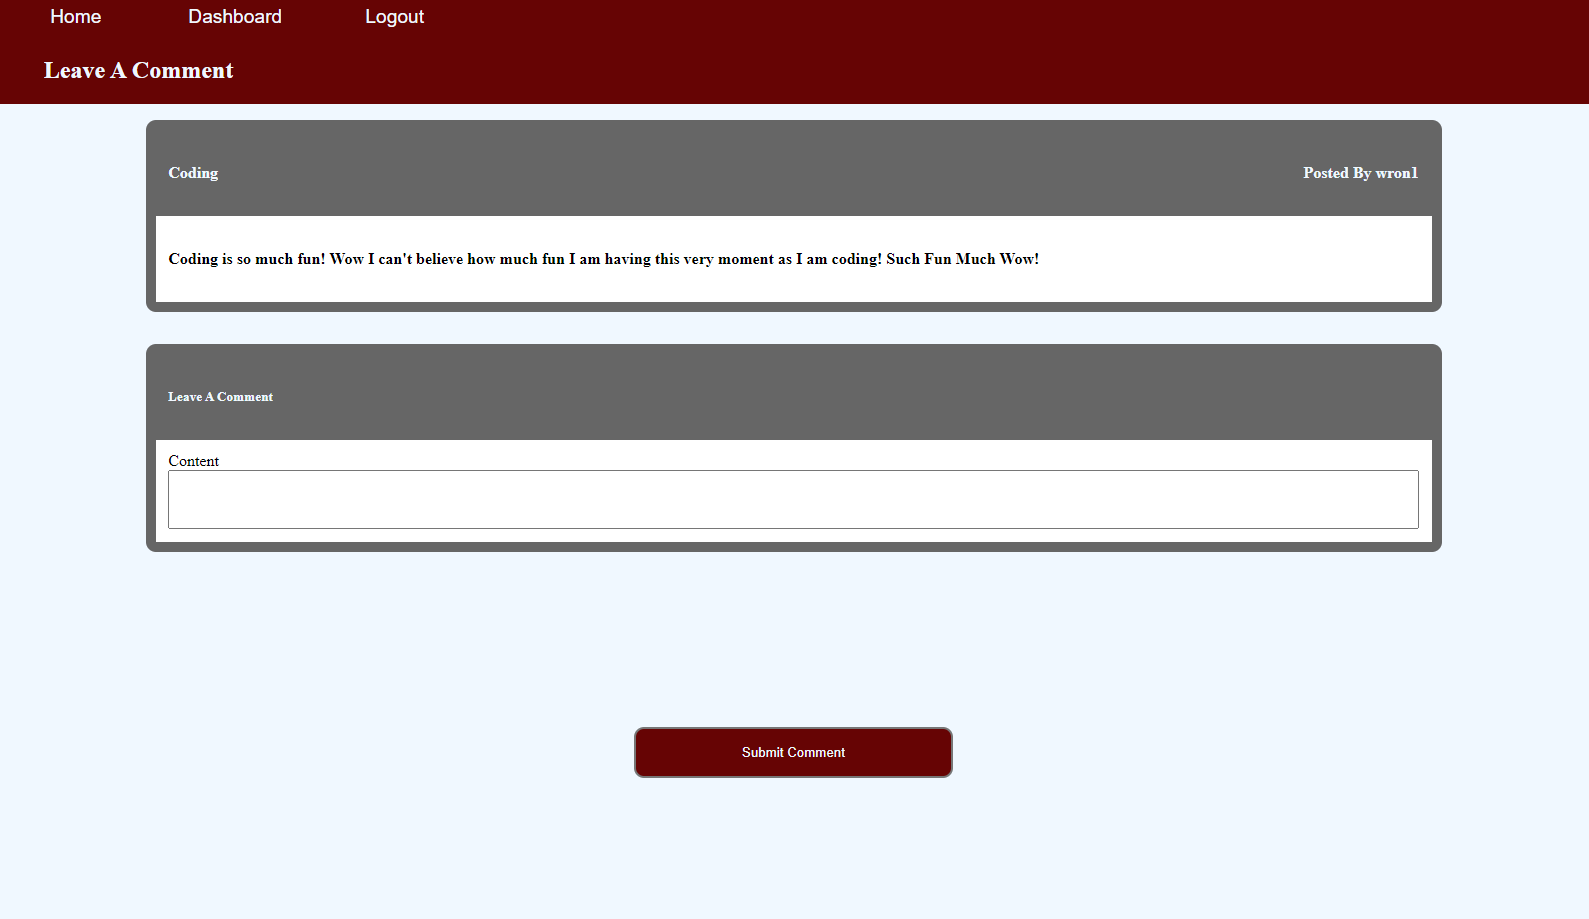 Home Dashboard Logout
Leave A Comment
Coding Posted By wron1
Coding is so much fun! Wow I can't believe how much fun I am having this very moment as I am coding! Such Fun Much Wow!
Leave A Comment
Content
Submit Comment